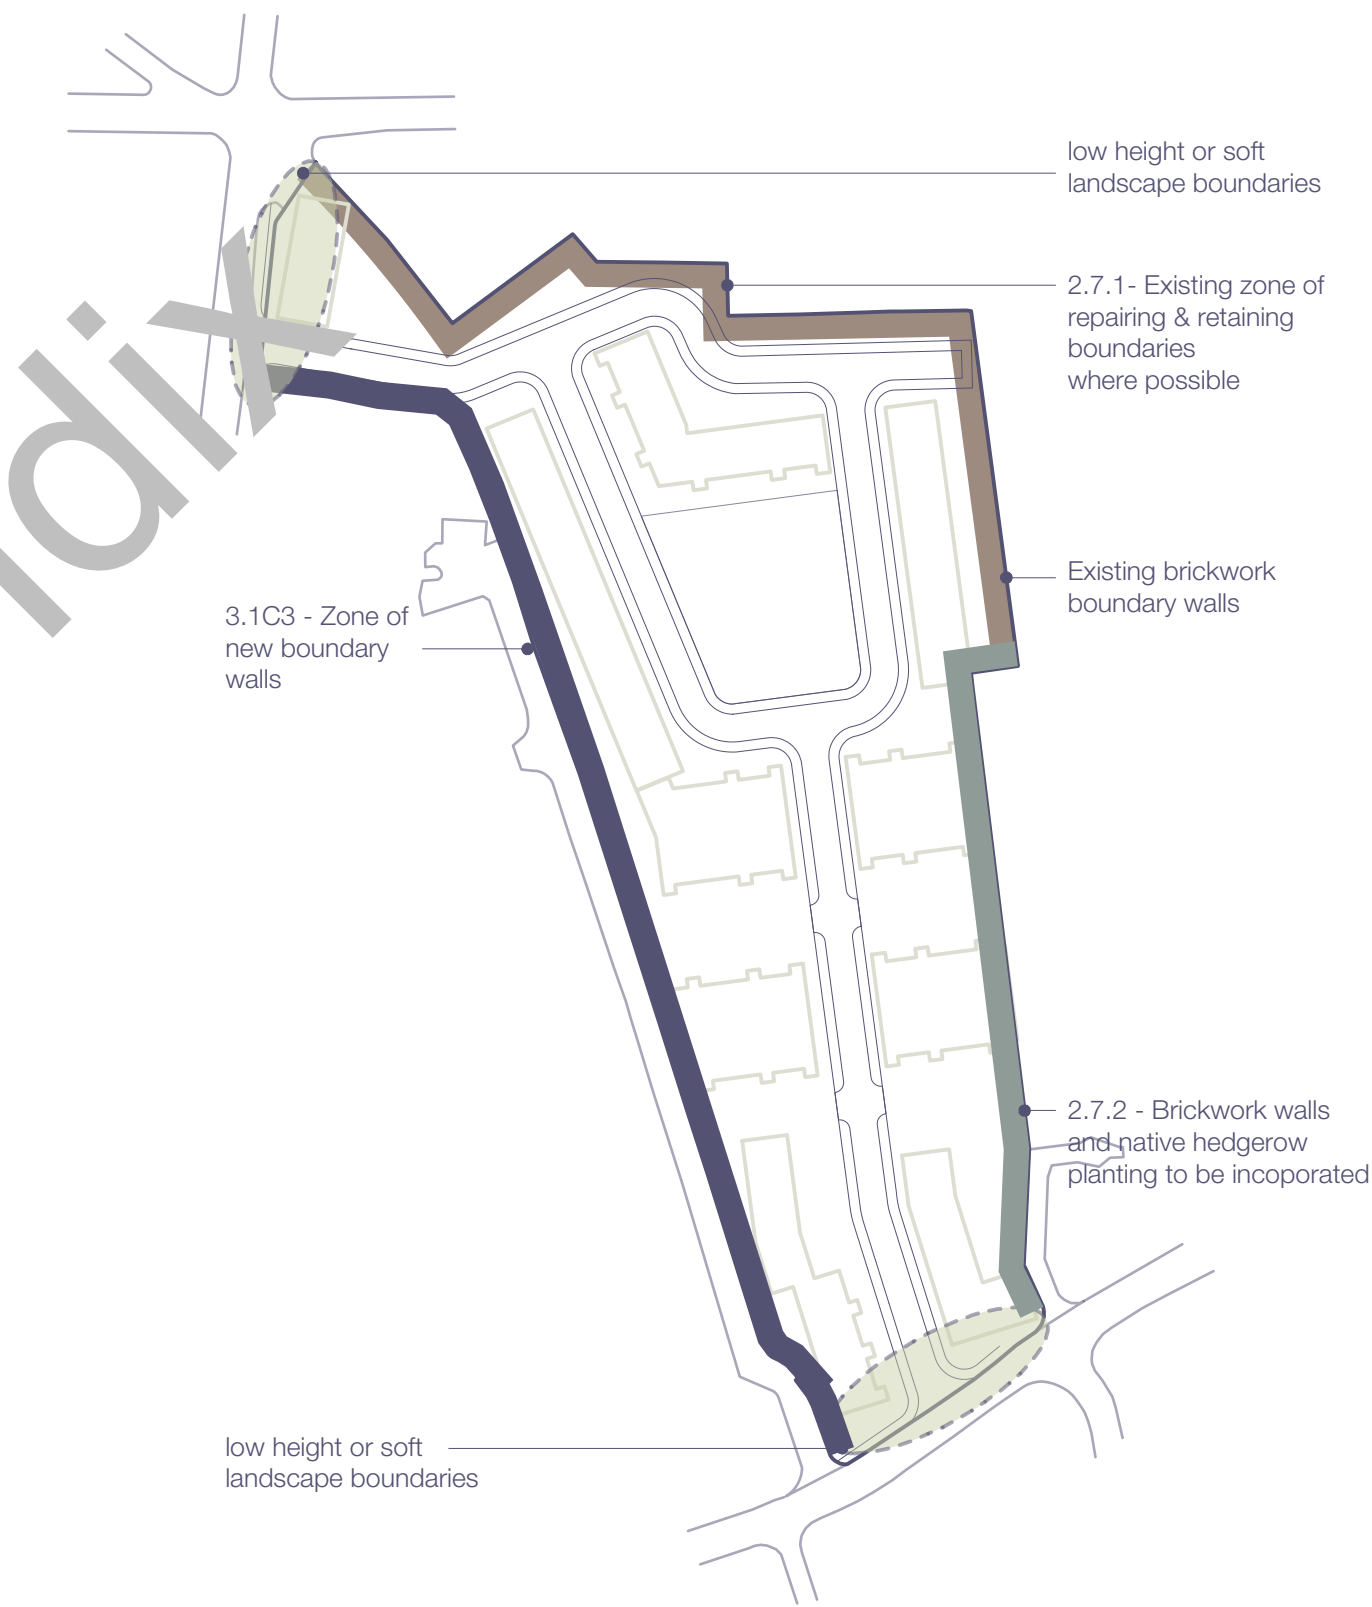 low height or soft
landscape boundaries
2.7.1- Existing zone of
repairing & retaining
boundaries
where possible
Existing brickwork
boundary walls
3.1C3 - Zone of
new boundary
walls
2.7.2 - Brickwork walls
and native hedgerow
planting to be incoporated
low height or soft
landscape boundaries
ndix